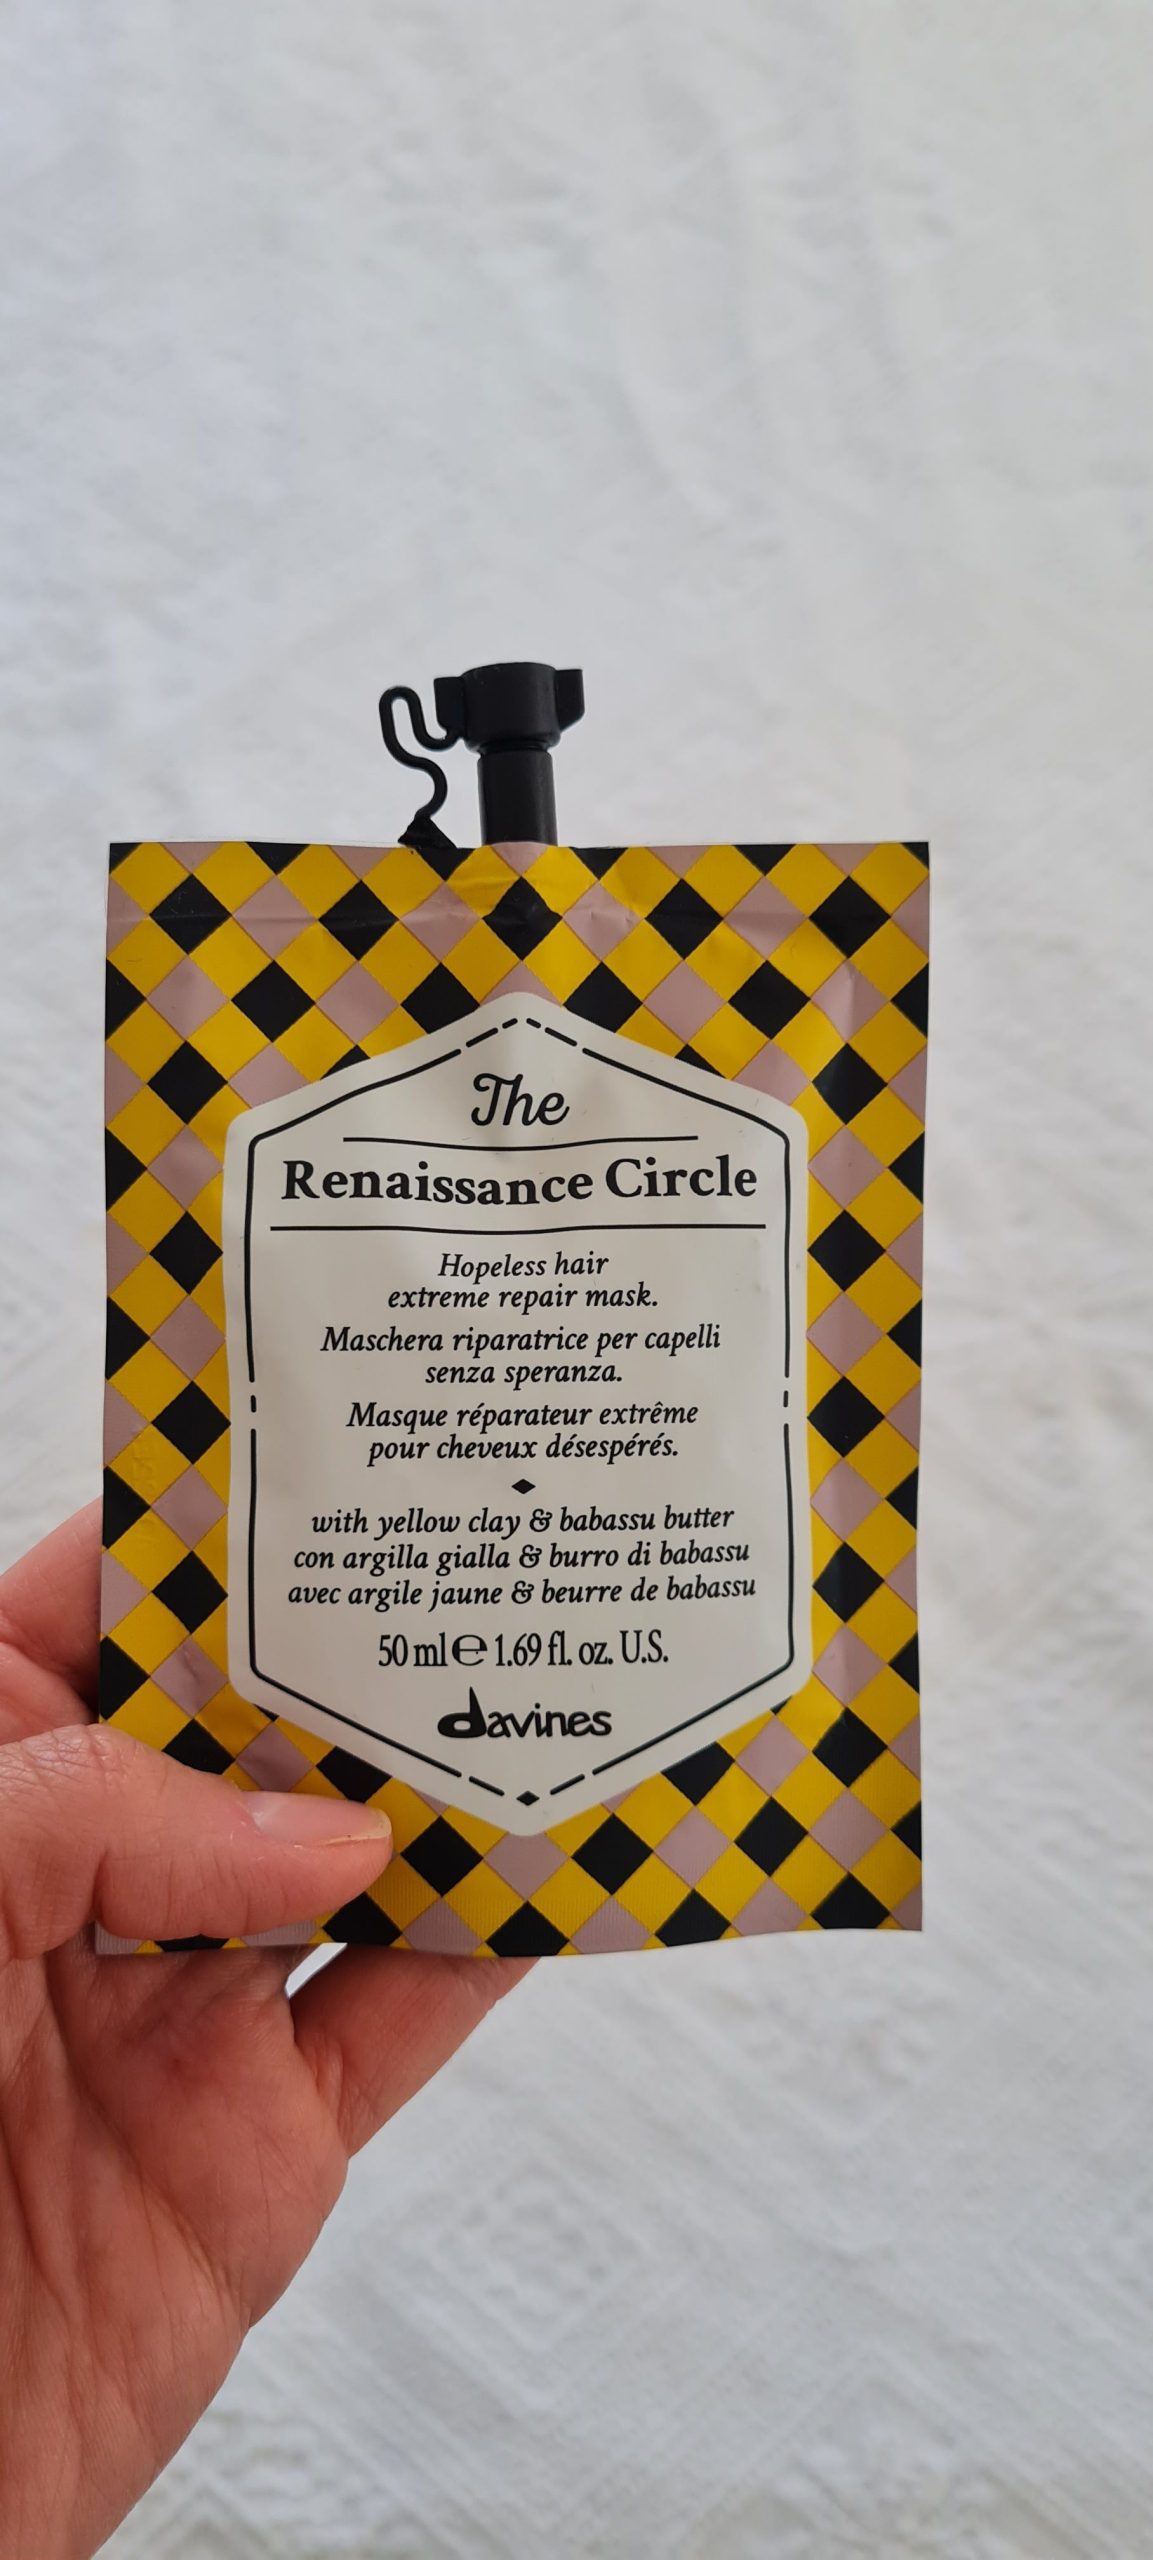 The
Renaissance Circle
Hopeless hair
extreme repair mask.
Maschera riparatrice per capelli
senza speranza.
Masque réparateur extrême
pour cheveux désespérés.
with yellow clay & babassu butter
con argilla gialla & burro di babassu
avec argile jaune & beurre de babassu
50 ml ℮ 1.69 fl. oz. U.S.
davines